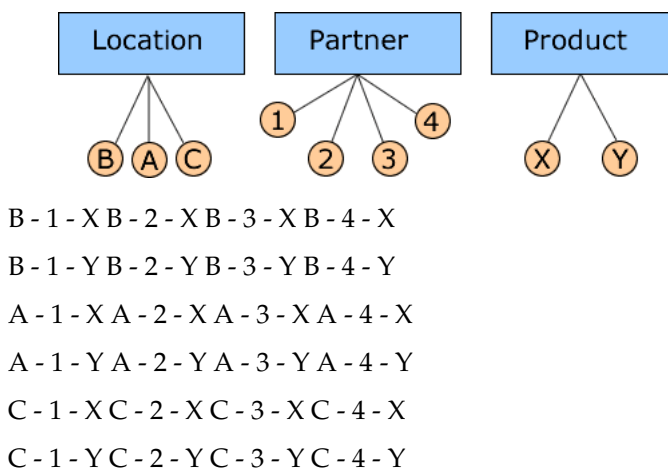 Location Partner Product
1 4
B A C 2 3 X Y
B - 1 - X B - 2 - X B - 3 - X B - 4 - X
B - 1 - Y B - 2 - Y B - 3 - Y B - 4 - Y
A - 1 - X A - 2 - X A - 3 - X A - 4 - X
A - 1 - Y A - 2 - Y A - 3 - Y A - 4 - Y
C - 1 - X C - 2 - X C - 3 - X C - 4 - X
C - 1 - Y C - 2 - Y C - 3 - Y C - 4 - Y